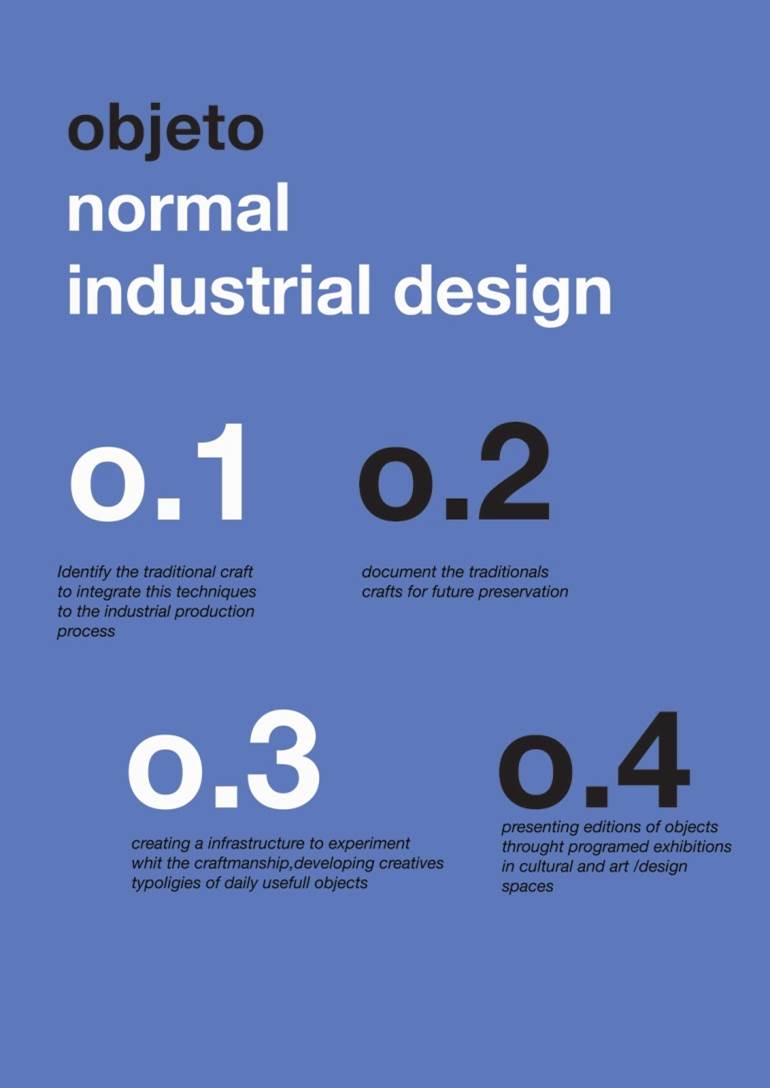 objeto
normal
industrial design
o.1
Identify the traditional craft
to integrate this techniques
to the industrial production
process
o.2
document the traditionals
crafts for future preservation
o.3
creating a infrastructure to experiment
whit the craftmanship,developing creatives
typoligies of daily usefull objects
o.4
presenting editions of objects
throught programed exhibitions
in cultural and art /design
spaces